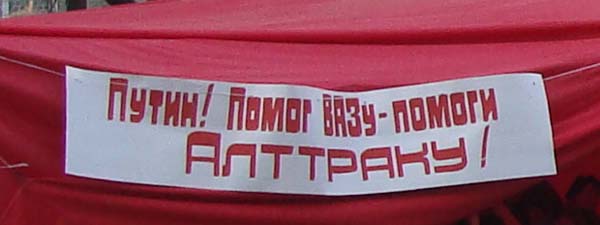 Путин! Помог ВАЗу - помоги
Алттраку!